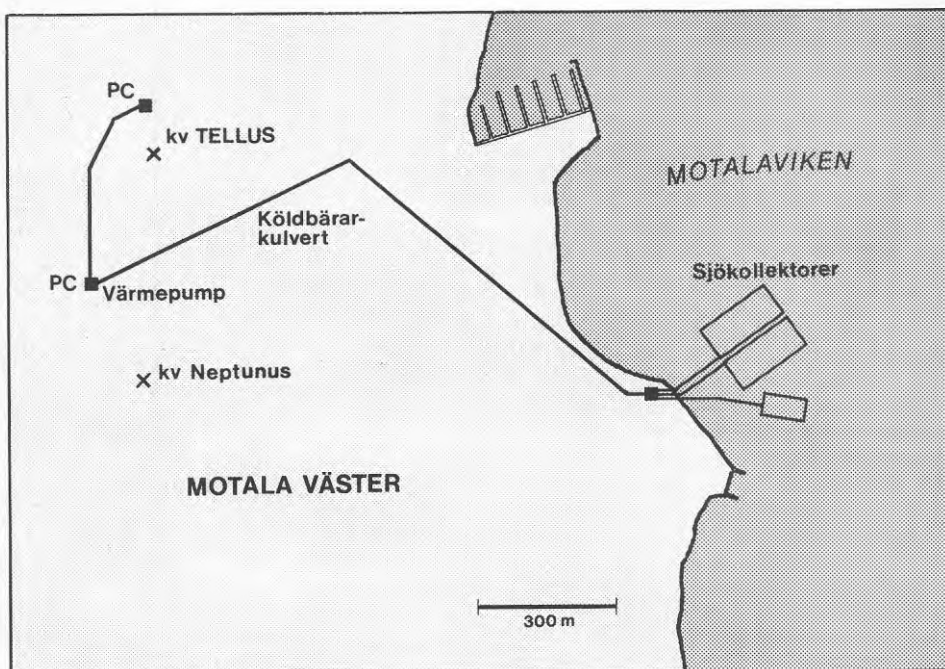 PC
kv TELLUS
MOTALAVIKEN
Köldbärar-
kulvert
Sjökollektorer
PC
Värmepump
kv Neptunus
MOTALA VÄSTER
300 m